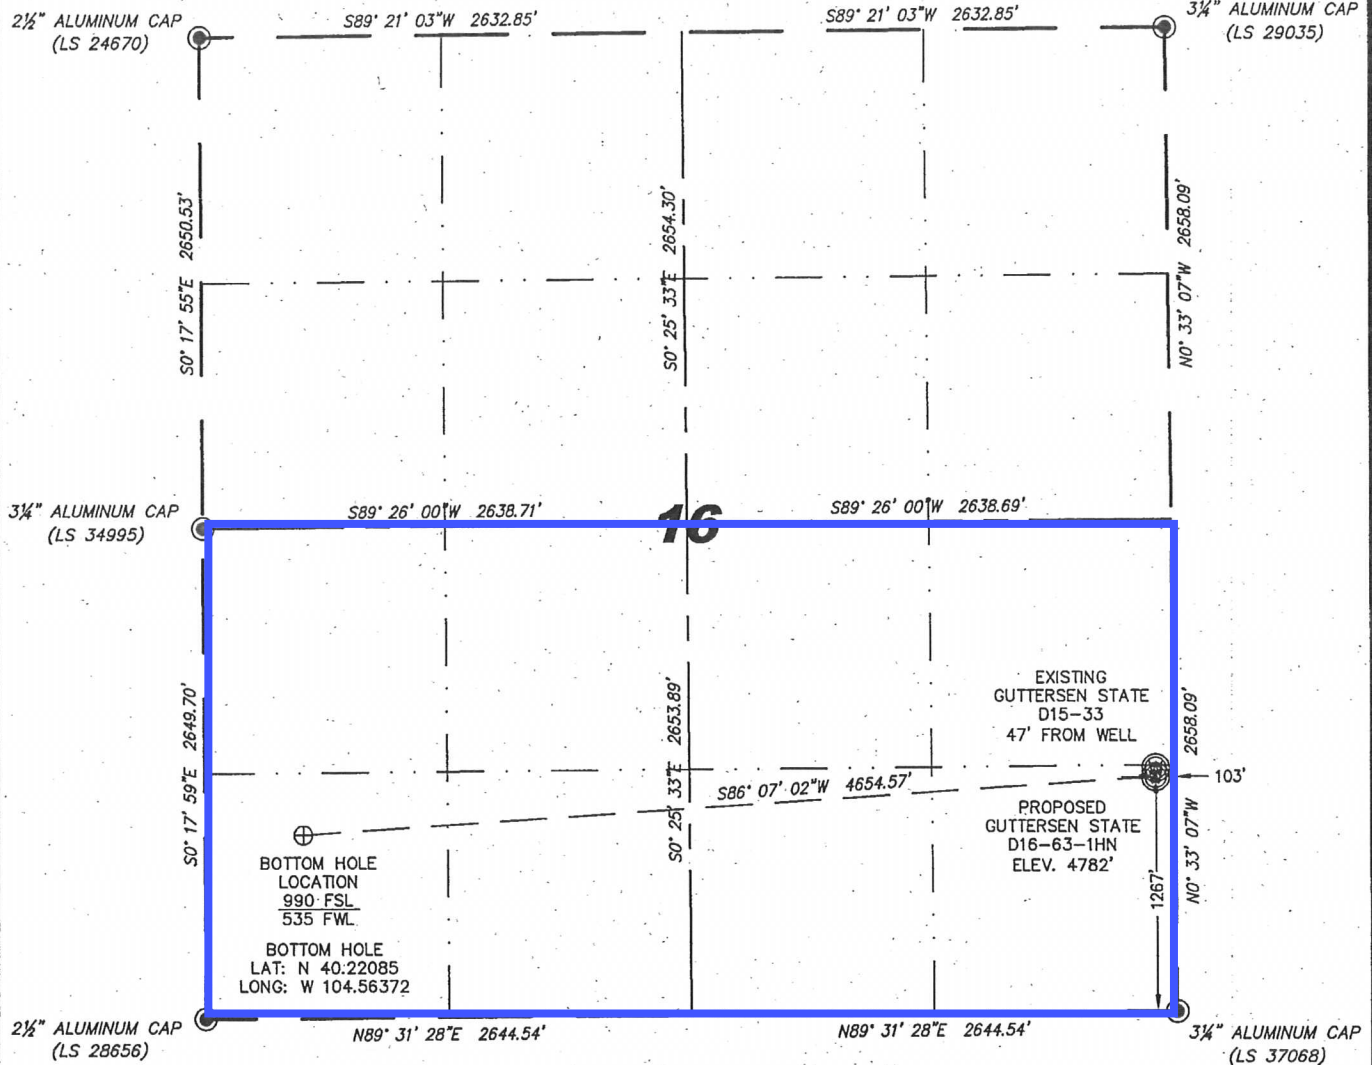 2½" ALUMINUM CAP
(LS 24670)
S89° 21' 03"W 2632.85'
S89° 21' 03"W 2632.85'
3¼" ALUMINUM CAP
(LS 29035)
S0° 17' 55"E 2650.53'
S0° 25' 33"E 2654.30'
N0° 33' 07"W 2658.09'
3¼" ALUMINUM CAP
(LS 34995)
S89° 26' 00"W 2638.71'
16
S89° 26' 00"W 2638.69'
S0° 17' 59"E 2649.70'
S0° 25' 33"E 2653.89'
N0° 33' 07"W 2658.09'
EXISTING
GUTTERSEN STATE
D15-33
47' FROM WELL
103'
S86° 07' 02"W 4654.57'
PROPOSED
GUTTERSEN STATE
D16-63-1HN
ELEV. 4782'
1267'
BOTTOM HOLE
LOCATION
990 FSL
535 FWL
BOTTOM HOLE
LAT: N 40.22085
LONG: W 104.56372
2½" ALUMINUM CAP
(LS 28656)
N89° 31' 28"E 2644.54'
N89° 31' 28"E 2644.54'
3¼" ALUMINUM CAP
(LS 37068)